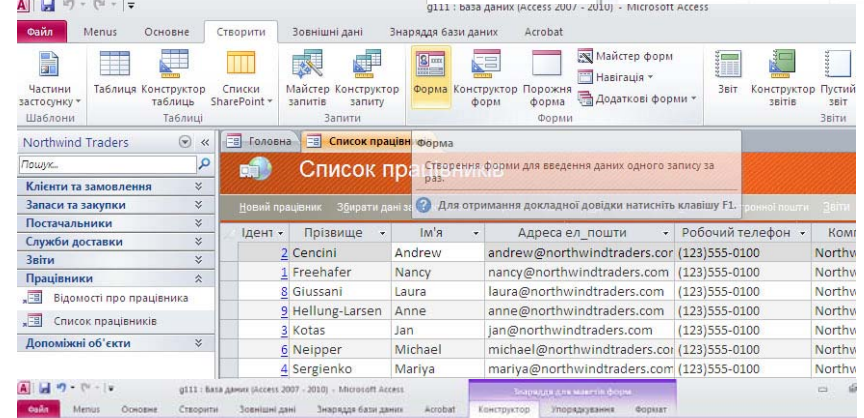 g111 : База даних (Access 2007 - 2010) - Microsoft Access
Файл Menus Основне Створити Зовнішні дані Знаряддя бази даних Acrobat
Частини застосунку
Таблиця
Конструктор таблиць
Списки SharePoint
Майстер запитів
Конструктор запиту
Форма
Конструктор форм
Порожня форма
Майстер форм
Навігація
Додаткові форми
Звіт
Конструктор звітів
Пустий звіт
Шаблони Таблиці Запити Форми Звіти
Northwind Traders «
Головна Список
Пошук...
Форма
Створення форми для введення даних одного запису за раз.
Для отримання докладної довідки натисніть клавішу F1.
Список працівників
Новий працівник Збирати дані Звіти
Клієнти та замовлення
Запаси та закупки
Постачальники
Служби доставки
Звіти
Працівники
Відомості про працівника
Список працівників
Допоміжні об'єкти
Ідент Прізвище Ім'я Адреса ел_пошти Робочий телефон Комп
2 Cencini Andrew andrew@northwindtraders.com (123)555-0100 Northw
1 Freehafer Nancy nancy@northwindtraders.com (123)555-0100 Northw
8 Giussani Laura laura@northwindtraders.com (123)555-0100 Northw
9 Hellung-Larsen Anne anne@northwindtraders.com (123)555-0100 Northw
3 Kotas Jan jan@northwindtraders.com (123)555-0100 Northw
6 Neipper Michael michael@northwindtraders.com (123)555-0100 Northw
4 Sergienko Mariya mariya@northwindtraders.com (123)555-0100 Northw
g111 : База даних (Access 2007 - 2010) - Microsoft Access Знаряддя для макетів форм
Файл Menus Основне Створити Зовнішні дані Знаряддя бази даних Acrobat Конструктор Упорядкування Формат